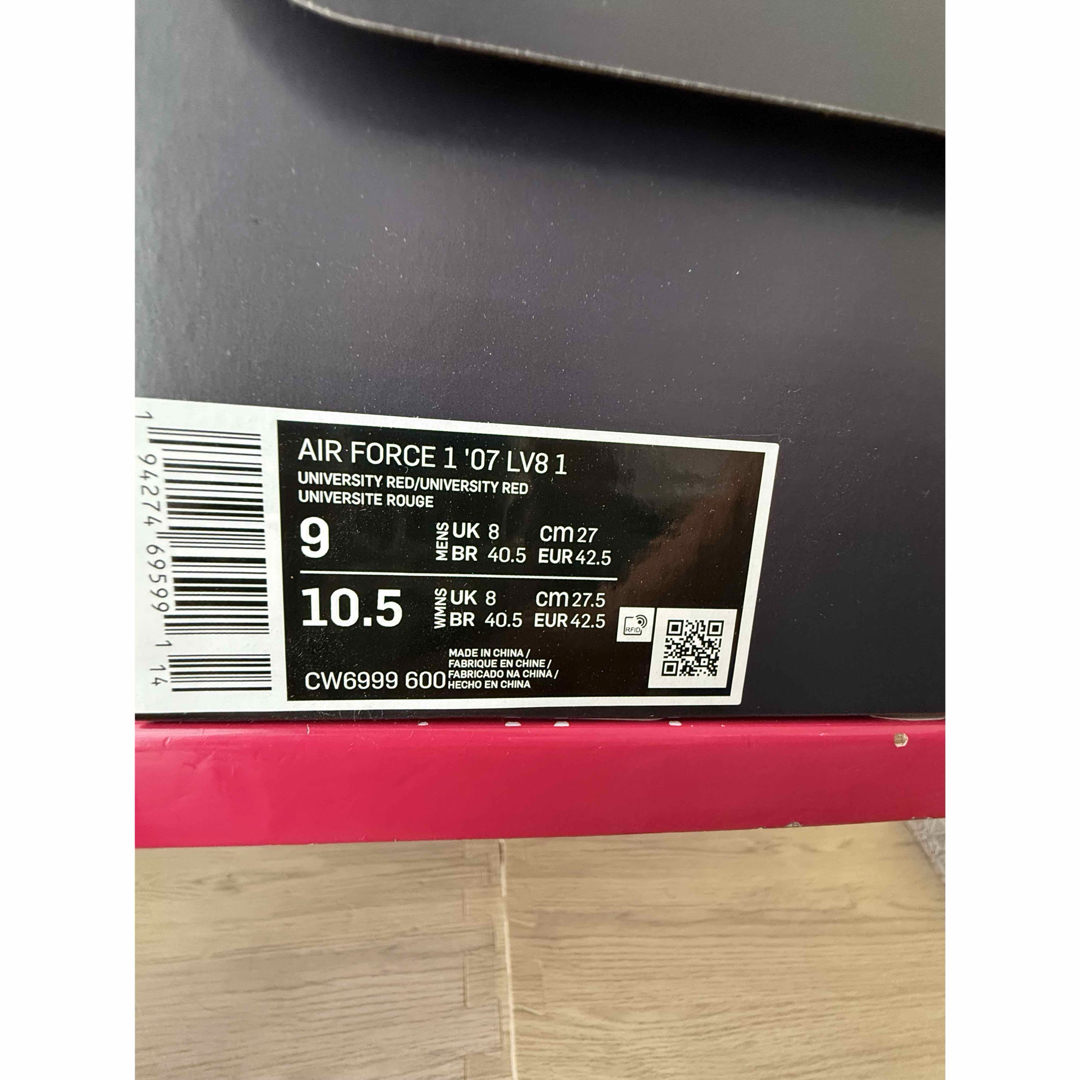 AIR FORCE 1 '07 LV8 1
UNIVERSITY RED/UNIVERSITY RED
UNIVERSITE ROUGE
9 MENS UK 8 cm 27
BR 40.5 EUR 42.5
10.5 WMNS UK 8 cm 27.5
BR 40.5 EUR 42.5
RFID
MADE IN CHINA /
FABRIQUE EN CHINE /
FABRICADO NA CHINA /
HECHO EN CHINA
CW6999 600
1 94274 69599 1 14